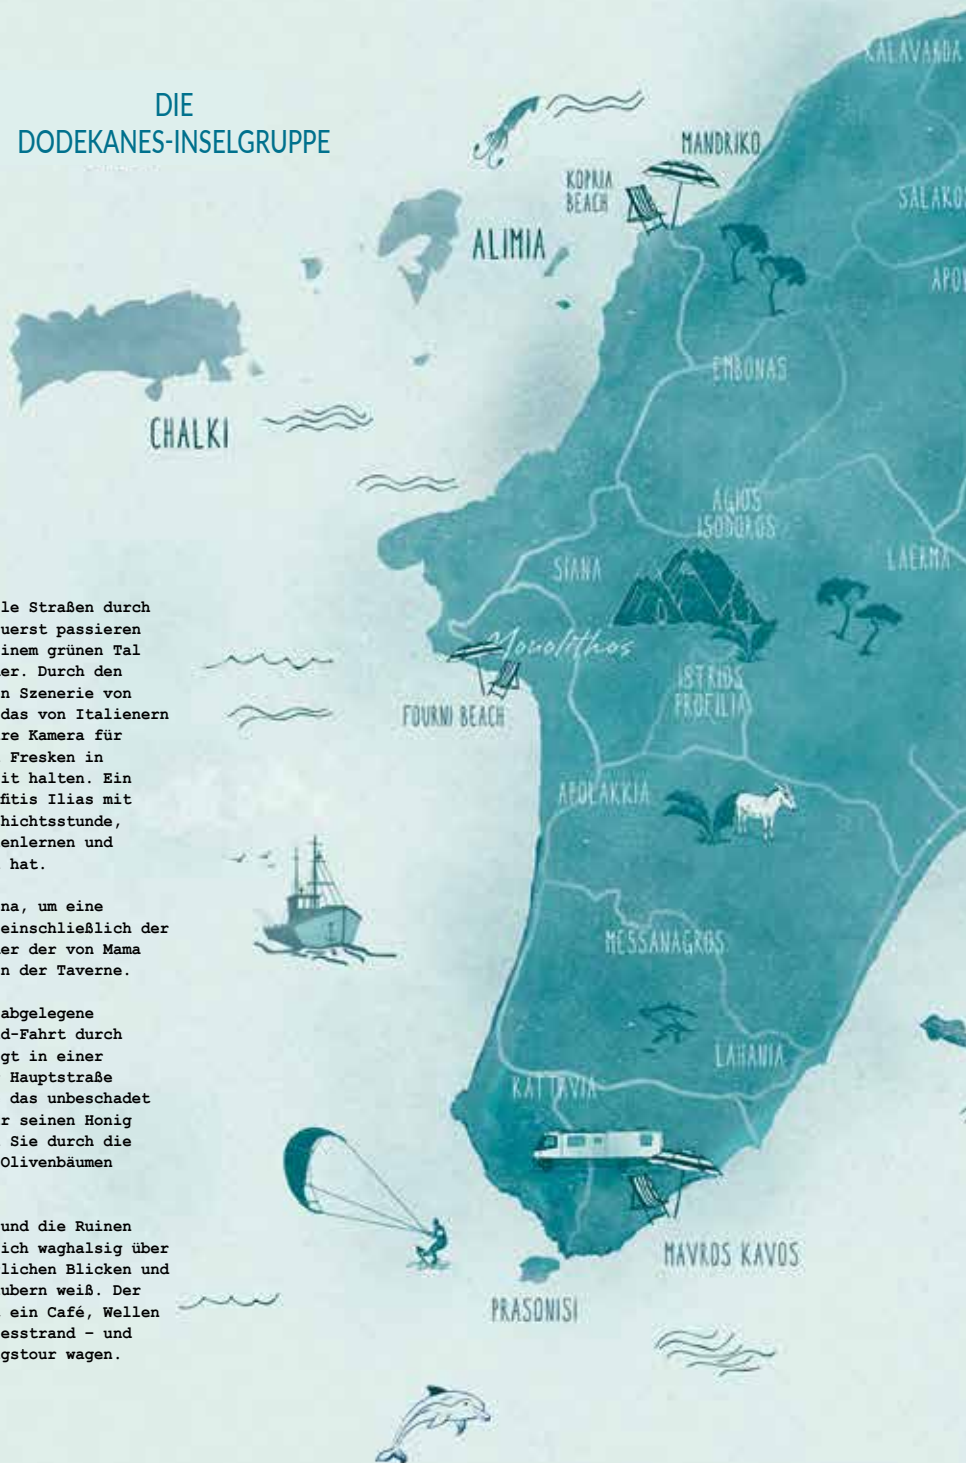 DIE
DODEKANES-INSELGRUPPE
KALAVARDA
MANDRIKO
KOPRIA
BEACH
SALAKOS
ALIMIA
EMBONAS
CHALKI
AGIOS
ISODOROS
SIANA
LAERMA
Monolithos
ISTRIOS
PROFILIA
FOURNI BEACH
APOLAKKIA
MESSANAGROS
LAHANIA
KATTAVIA
MAVROS KAVOS
PRASONISI
le Straßen durch
uerst passieren
inem grünen Tal
er. Durch den
n Szenerie von
das von Italienern
re Kamera für
Fresken in
it halten. Ein
fitis Ilias mit
hichtsstunde,
enlernen und
hat.
na, um eine
einschließlich der
er der von Mama
n der Taverne.
abgelegene
d-Fahrt durch
gt in einer
Hauptstraße
das unbeschadet
r seinen Honig
Sie durch die
Olivenbäumen
und die Ruinen
ich waghalsig über
lichen Blicken und
ubern weiß. Der
ein Café, Wellen
esstrand – und
gstour wagen.